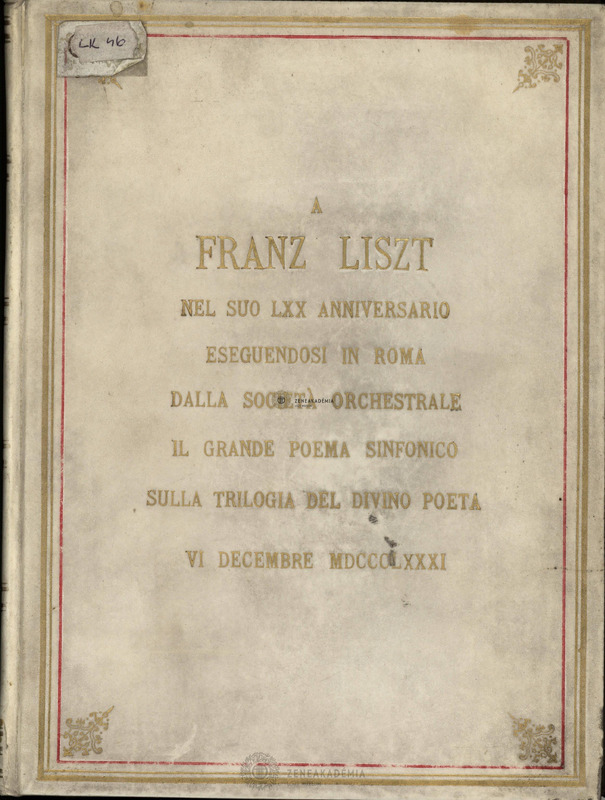 LK 46
A
FRANZ LISZT
NEL SUO LXX ANNIVERSARIO
ESEGUENDOSI IN ROMA
DALLA SOCIETÀ ORCHESTRALE
ZENEAKADÉMIA
IL GRANDE POEMA SINFONICO
SULLA TRILOGIA DEL DIVINO POETA
VI DECEMBRE MDCCCLXXXI
ZENEAKADÉMIA